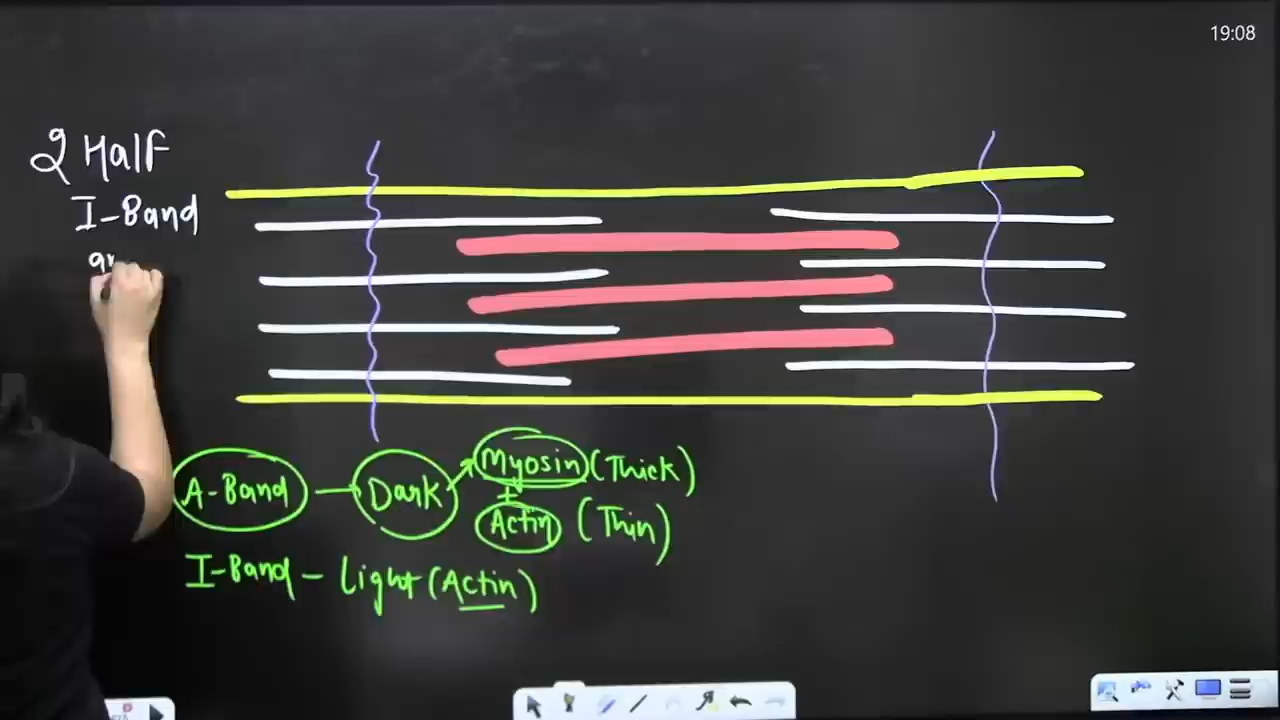 19:08
2 Half
I-Band
A-Band — Dark
Myosin (Thick)
+
Actin (Thin)
I-Band - Light (Actin)